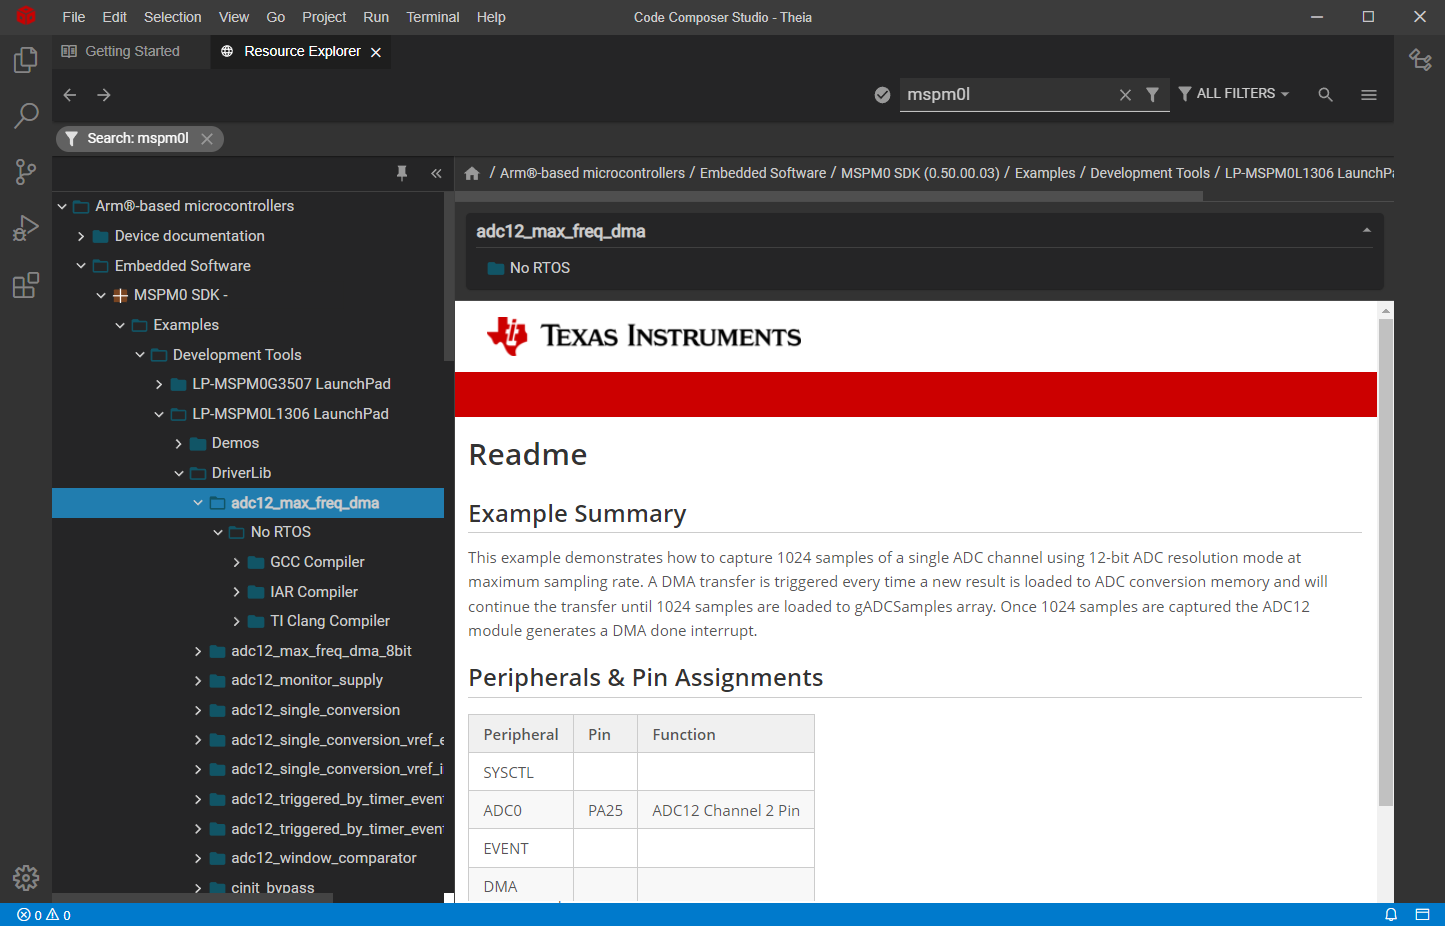 File Edit Selection View Go Project Run Terminal Help
Code Composer Studio - Theia
Getting Started
Resource Explorer
mspm0l
ALL FILTERS
Search: mspm0l
/ Arm®-based microcontrollers / Embedded Software / MSPM0 SDK (0.50.00.03) / Examples / Development Tools / LP-MSPM0L1306 LaunchPa
Arm®-based microcontrollers
Device documentation
Embedded Software
MSPM0 SDK -
Examples
Development Tools
LP-MSPM0G3507 LaunchPad
LP-MSPM0L1306 LaunchPad
Demos
DriverLib
adc12_max_freq_dma
No RTOS
GCC Compiler
IAR Compiler
TI Clang Compiler
adc12_max_freq_dma_8bit
adc12_monitor_supply
adc12_single_conversion
adc12_single_conversion_vref_e
adc12_single_conversion_vref_i
adc12_triggered_by_timer_even
adc12_triggered_by_timer_even
adc12_window_comparator
cinit_bypass
adc12_max_freq_dma
No RTOS
TEXAS INSTRUMENTS
Readme
Example Summary
This example demonstrates how to capture 1024 samples of a single ADC channel using 12-bit ADC resolution mode at
maximum sampling rate. A DMA transfer is triggered every time a new result is loaded to ADC conversion memory and will
continue the transfer until 1024 samples are loaded to gADCSamples array. Once 1024 samples are captured the ADC12
module generates a DMA done interrupt.
Peripherals & Pin Assignments
Peripheral Pin Function
SYSCTL
ADC0 PA25 ADC12 Channel 2 Pin
EVENT
DMA
0 0